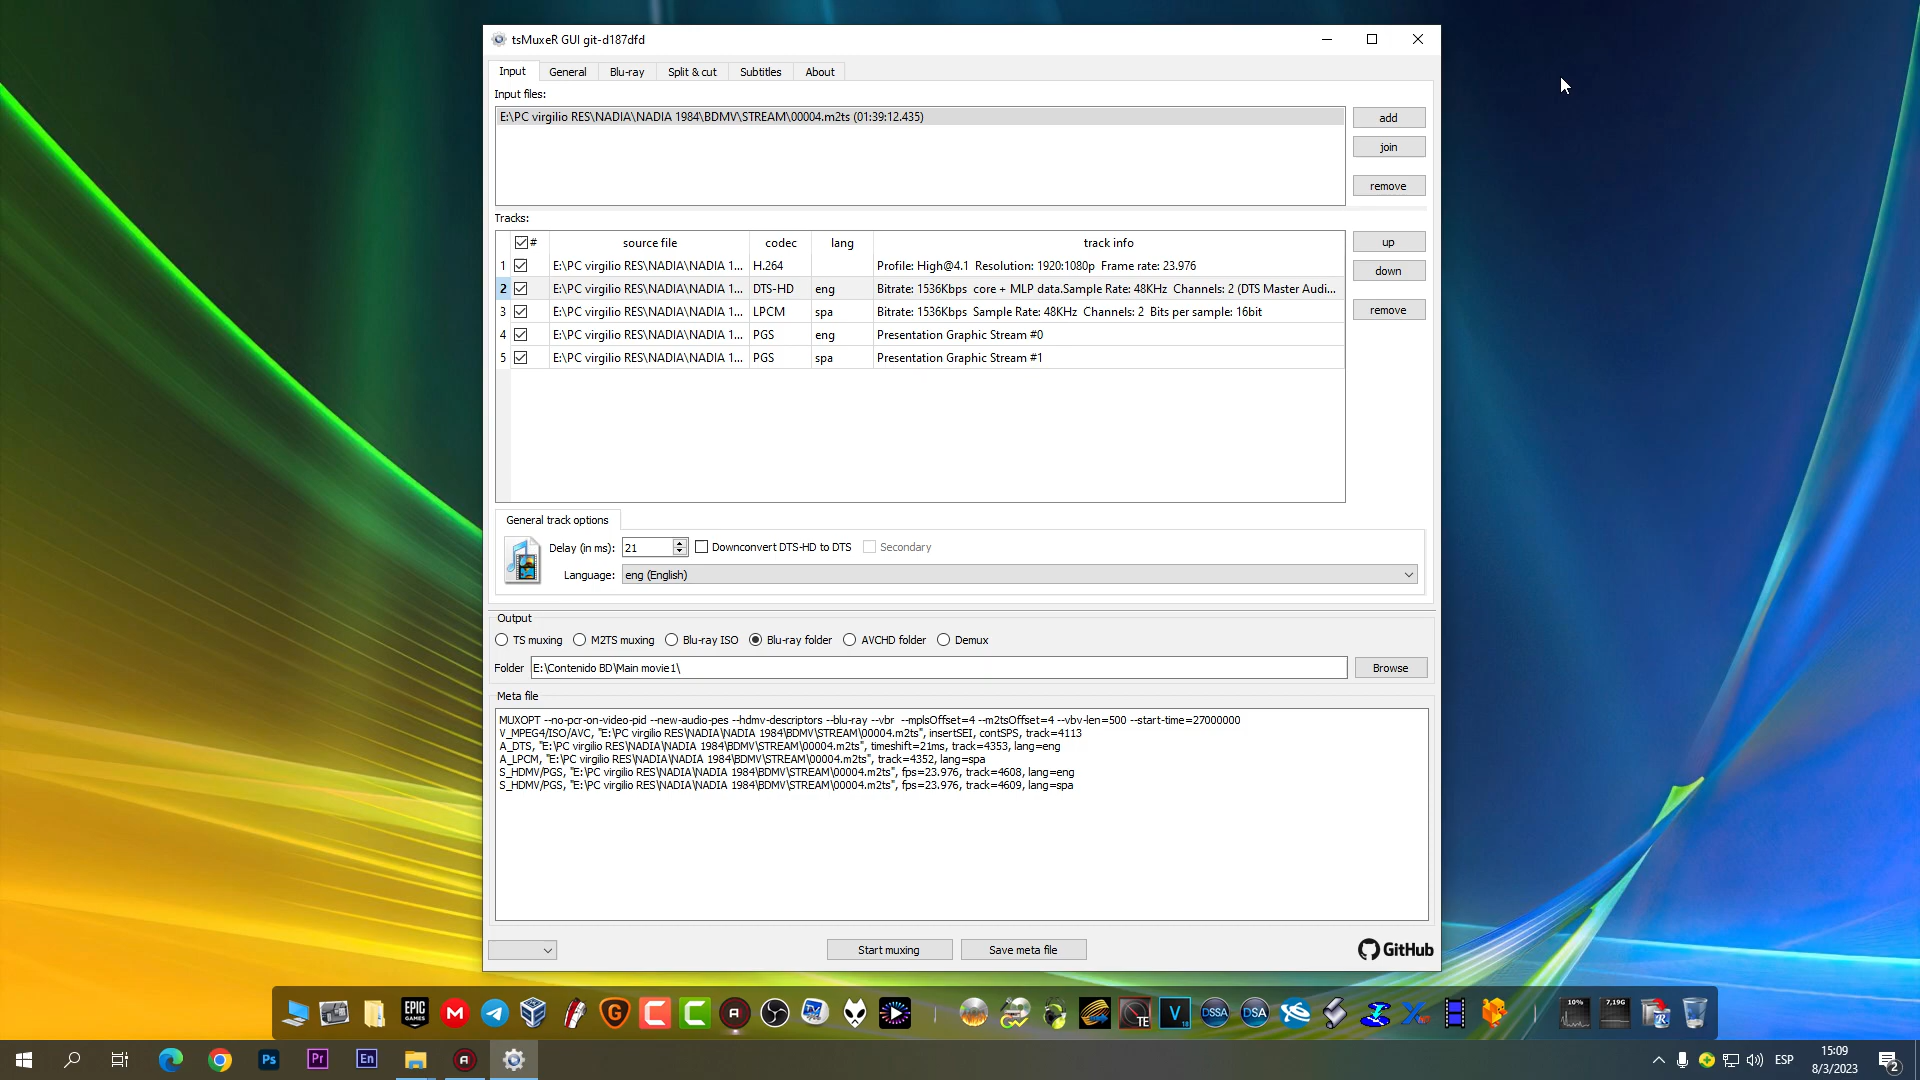 tsMuxeR GUI git-d187dfd
Input General Blu-ray Split & cut Subtitles About
Input files:
E:\PC virgilio RES\NADIA\NADIA 1984\BDMV\STREAM\00004.m2ts (01:39:12.435)
add
join
remove
Tracks:
# source file codec lang track info
1 E:\PC virgilio RES\NADIA\NADIA 1... H.264 Profile: High@4.1 Resolution: 1920:1080p Frame rate: 23.976
2 E:\PC virgilio RES\NADIA\NADIA 1... DTS-HD eng Bitrate: 1536Kbps core + MLP data.Sample Rate: 48KHz Channels: 2 (DTS Master Audi...
3 E:\PC virgilio RES\NADIA\NADIA 1... LPCM spa Bitrate: 1536Kbps Sample Rate: 48KHz Channels: 2 Bits per sample: 16bit
4 E:\PC virgilio RES\NADIA\NADIA 1... PGS eng Presentation Graphic Stream #0
5 E:\PC virgilio RES\NADIA\NADIA 1... PGS spa Presentation Graphic Stream #1
up
down
remove
General track options
Delay (in ms): 21 Downconvert DTS-HD to DTS Secondary
Language: eng (English)
Output
TS muxing M2TS muxing Blu-ray ISO Blu-ray folder AVCHD folder Demux
Folder E:\Contenido BD\Main movie1\ Browse
Meta file
MUXOPT --no-pcr-on-video-pid --new-audio-pes --hdmv-descriptors --blu-ray --vbr --mplsOffset=4 --m2tsOffset=4 --vbv-len=500 --start-time=27000000
V_MPEG4/ISO/AVC, "E:\PC virgilio RES\NADIA\NADIA 1984\BDMV\STREAM\00004.m2ts", insertSEI, contSPS, track=4113
A_DTS, "E:\PC virgilio RES\NADIA\NADIA 1984\BDMV\STREAM\00004.m2ts", timeshift=21ms, track=4353, lang=eng
A_LPCM, "E:\PC virgilio RES\NADIA\NADIA 1984\BDMV\STREAM\00004.m2ts", track=4352, lang=spa
S_HDMV/PGS, "E:\PC virgilio RES\NADIA\NADIA 1984\BDMV\STREAM\00004.m2ts", fps=23.976, track=4608, lang=eng
S_HDMV/PGS, "E:\PC virgilio RES\NADIA\NADIA 1984\BDMV\STREAM\00004.m2ts", fps=23.976, track=4609, lang=spa
Start muxing Save meta file GitHub
EPIC GAMES
TE
V
DSSA
DSA
10%
7,19G
Ps Pr En
ESP
15:09
8/3/2023
2